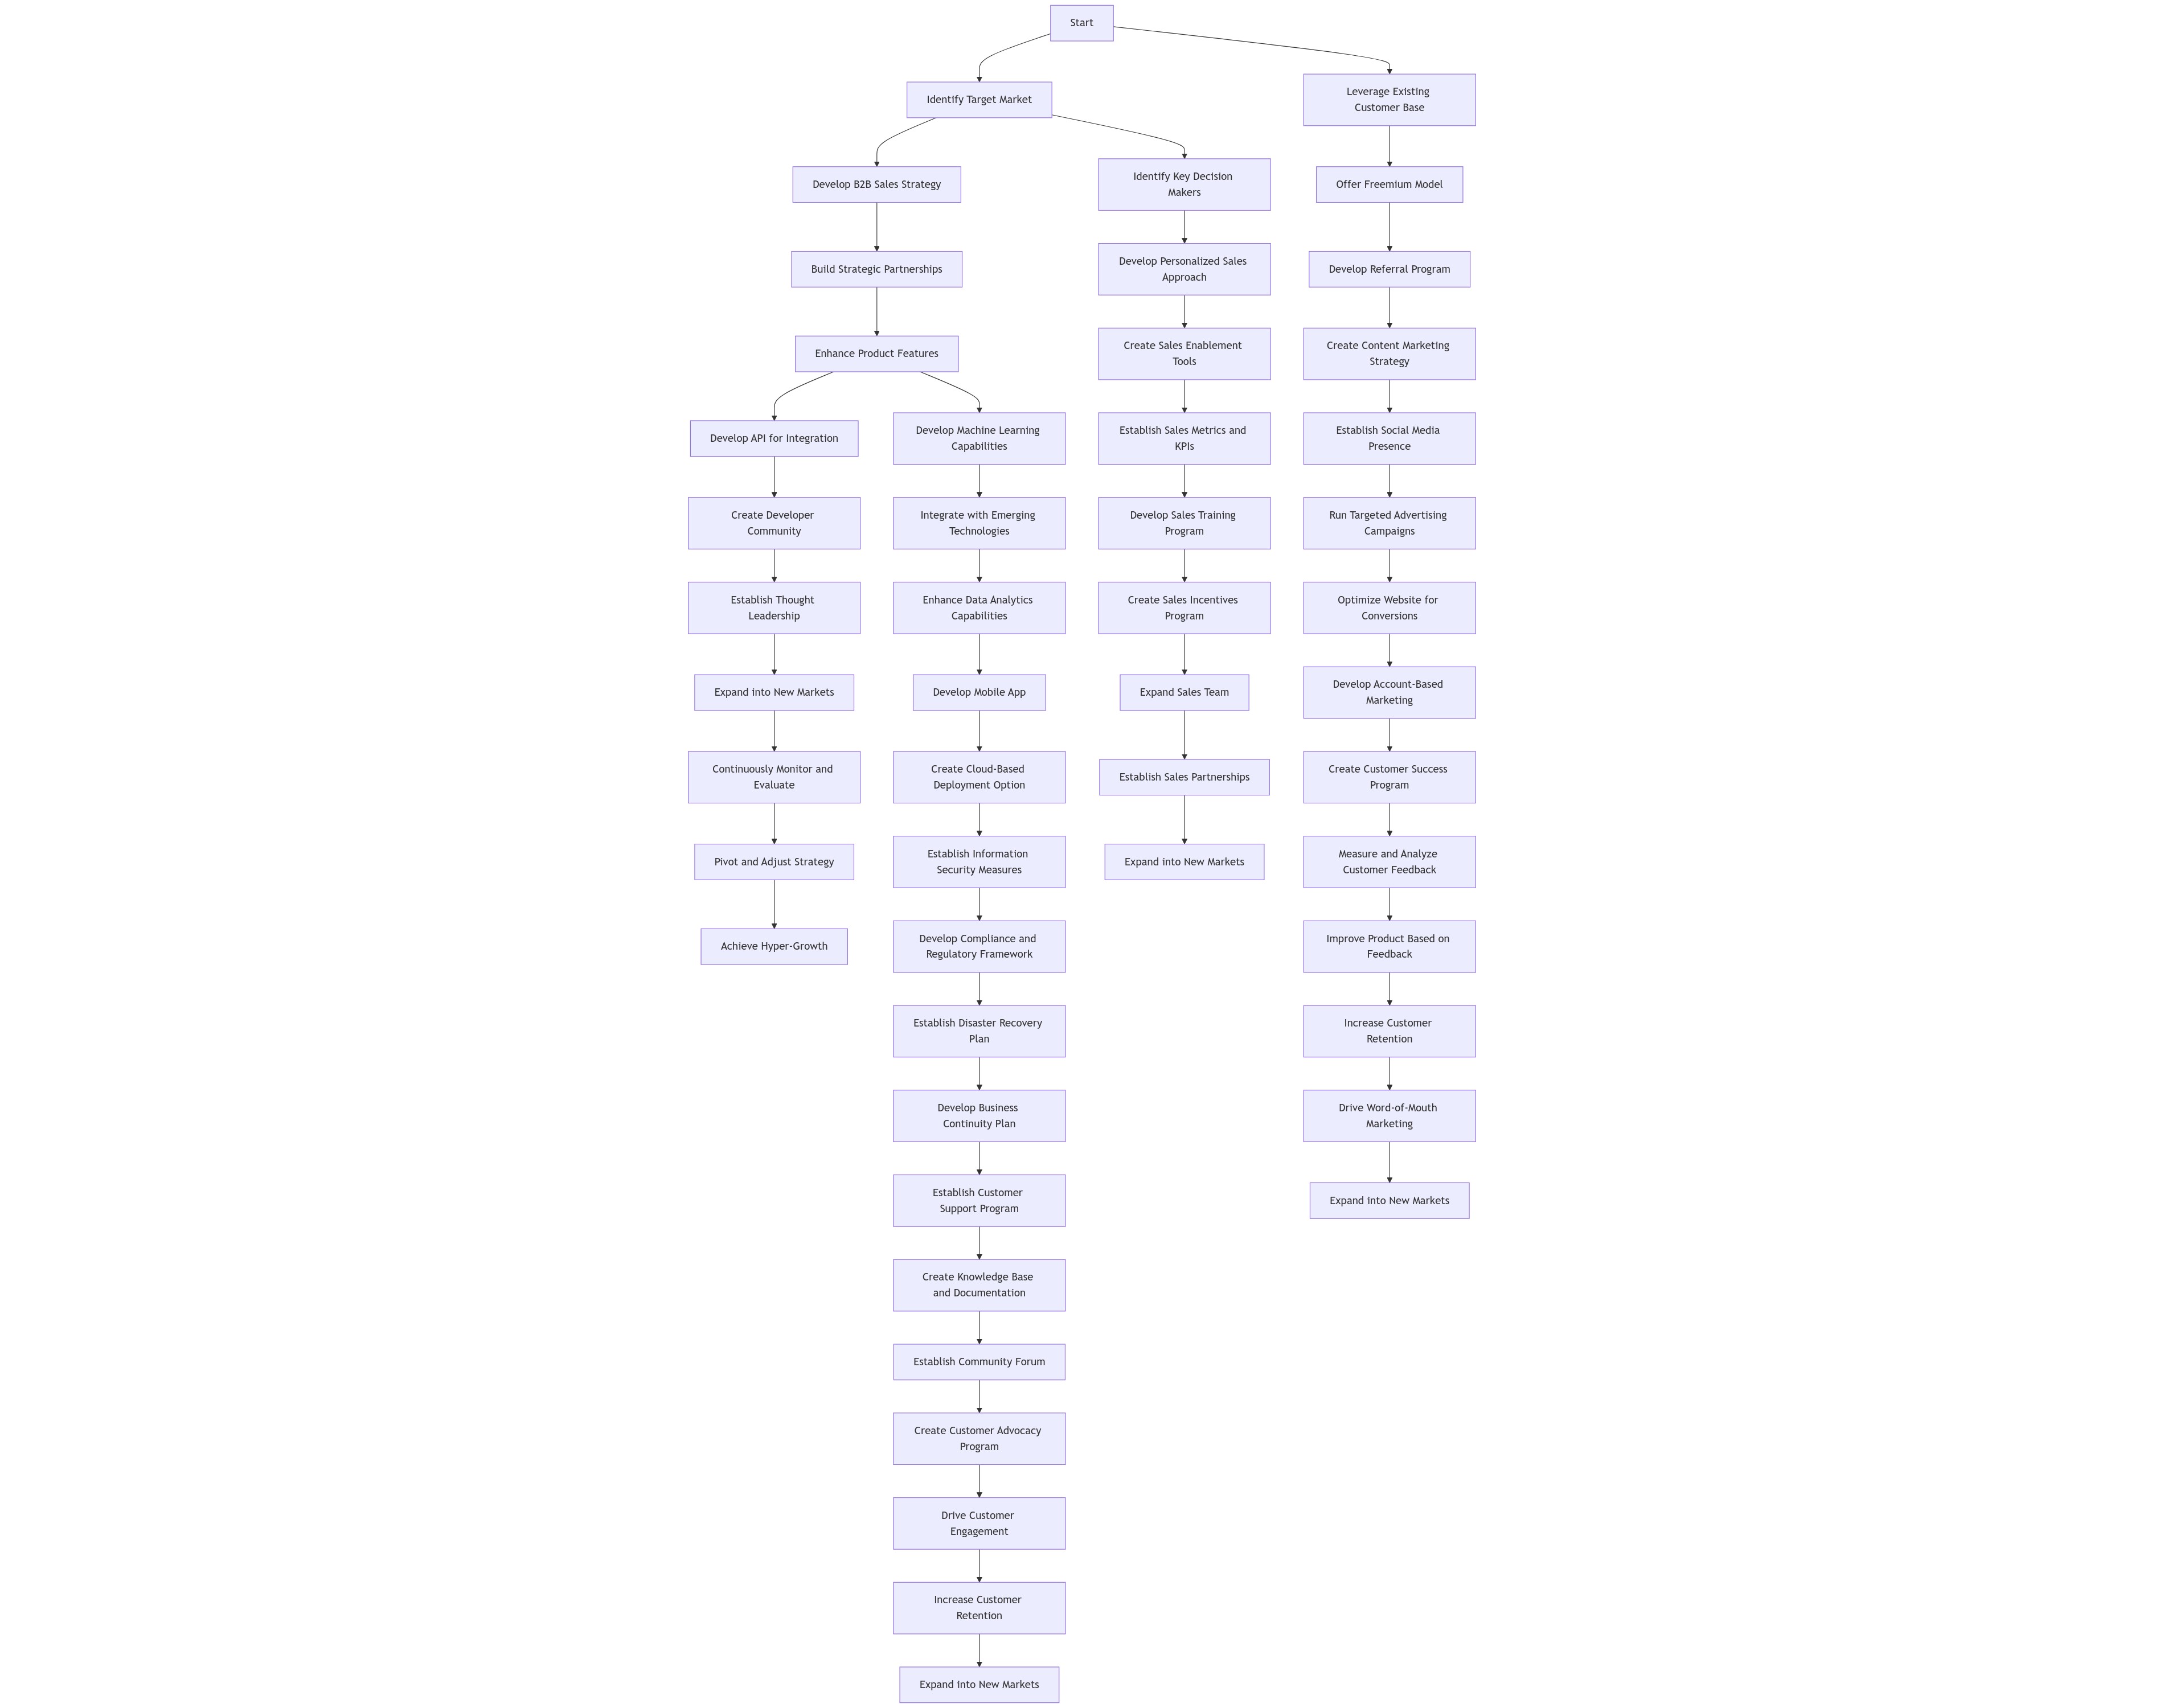 Start
Identify Target Market
Leverage Existing
Customer Base
Develop B2B Sales Strategy
Identify Key Decision
Makers
Offer Freemium Model
Build Strategic Partnerships
Develop Personalized Sales
Approach
Develop Referral Program
Enhance Product Features
Create Sales Enablement
Tools
Create Content Marketing
Strategy
Develop API for Integration
Develop Machine Learning
Capabilities
Establish Sales Metrics and
KPIs
Establish Social Media
Presence
Create Developer
Community
Integrate with Emerging
Technologies
Develop Sales Training
Program
Run Targeted Advertising
Campaigns
Establish Thought
Leadership
Enhance Data Analytics
Capabilities
Create Sales Incentives
Program
Optimize Website for
Conversions
Expand into New Markets
Develop Mobile App
Expand Sales Team
Develop Account-Based
Marketing
Continuously Monitor and
Evaluate
Create Cloud-Based
Deployment Option
Establish Sales Partnerships
Create Customer Success
Program
Pivot and Adjust Strategy
Establish Information
Security Measures
Expand into New Markets
Measure and Analyze
Customer Feedback
Achieve Hyper-Growth
Develop Compliance and
Regulatory Framework
Improve Product Based on
Feedback
Establish Disaster Recovery
Plan
Increase Customer
Retention
Develop Business
Continuity Plan
Drive Word-of-Mouth
Marketing
Establish Customer
Support Program
Expand into New Markets
Create Knowledge Base
and Documentation
Establish Community Forum
Create Customer Advocacy
Program
Drive Customer
Engagement
Increase Customer
Retention
Expand into New Markets